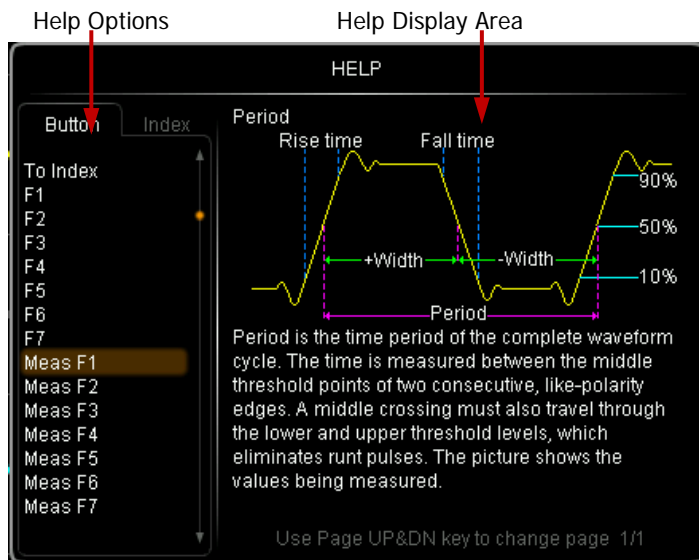 Help Options
Help Display Area
HELP
Button
Index
To Index
F1
F2
F3
F4
F5
F6
F7
Meas F1
Meas F2
Meas F3
Meas F4
Meas F5
Meas F6
Meas F7
Period
Rise time
Fall time
90%
50%
10%
+Width
-Width
Period
Period is the time period of the complete waveform
cycle. The time is measured between the middle
threshold points of two consecutive, like-polarity
edges. A middle crossing must also travel through
the lower and upper threshold levels, which
eliminates runt pulses. The picture shows the
values being measured.
Use Page UP&DN key to change page 1/1